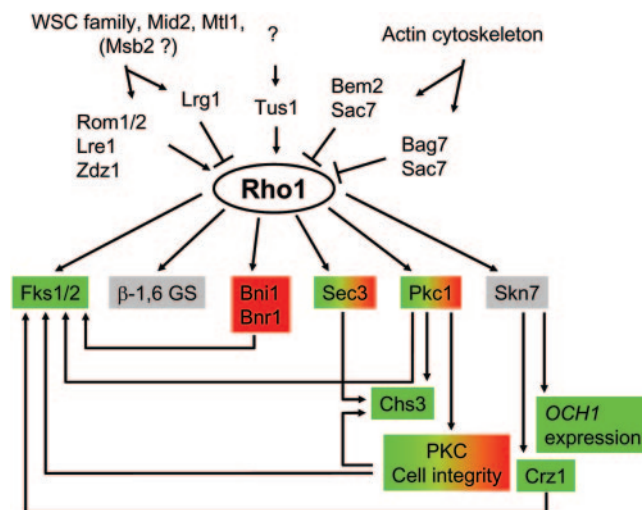 WSC family, Mid2, Mtl1,
(Msb2 ?)
?
Actin cytoskeleton
Lrg1
Tus1
Bem2
Sac7
Rom1/2
Lre1
Zdz1
Bag7
Sac7
Rho1
Fks1/2
β-1,6 GS
Bni1
Bnr1
Sec3
Pkc1
Skn7
Chs3
OCH1
expression
PKC
Cell integrity
Crz1